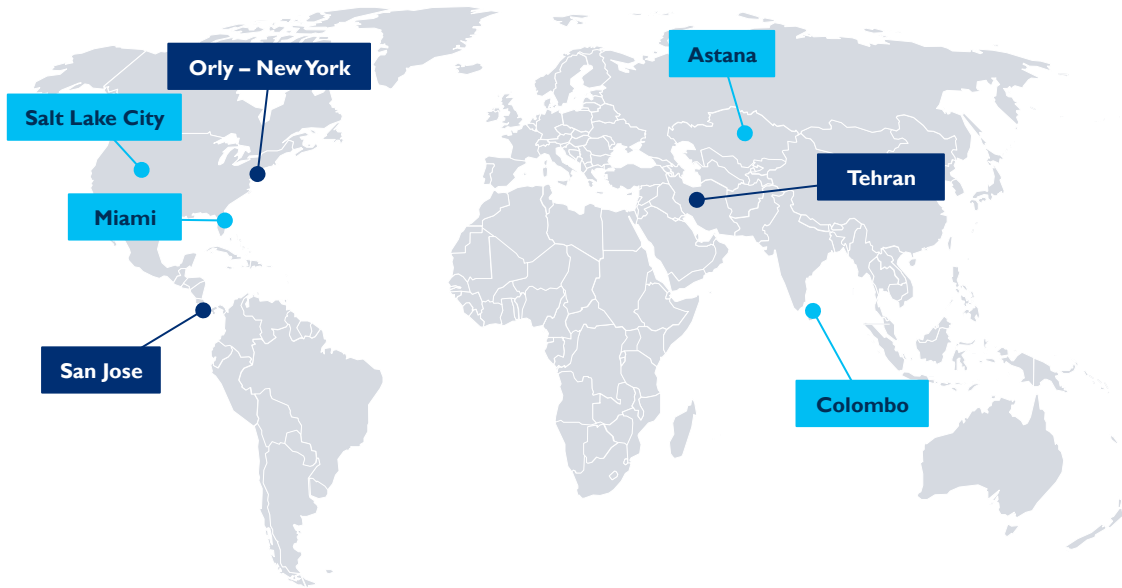 Orly – New York
Astana
Salt Lake City
Tehran
Miami
San Jose
Colombo